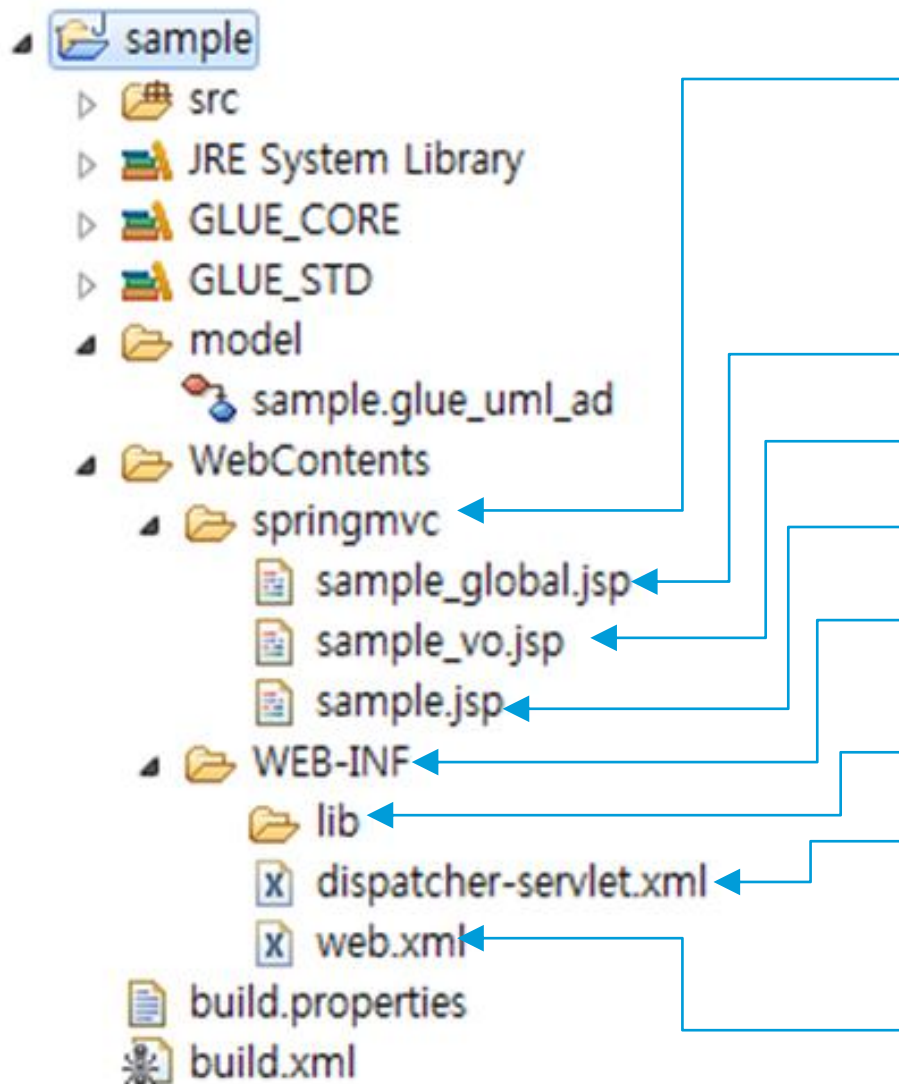 sample
src
JRE System Library
GLUE_CORE
GLUE_STD
model
sample.glue_uml_ad
WebContents
springmvc
sample_global.jsp
sample_vo.jsp
sample.jsp
WEB-INF
lib
dispatcher-servlet.xml
web.xml
build.properties
build.xml